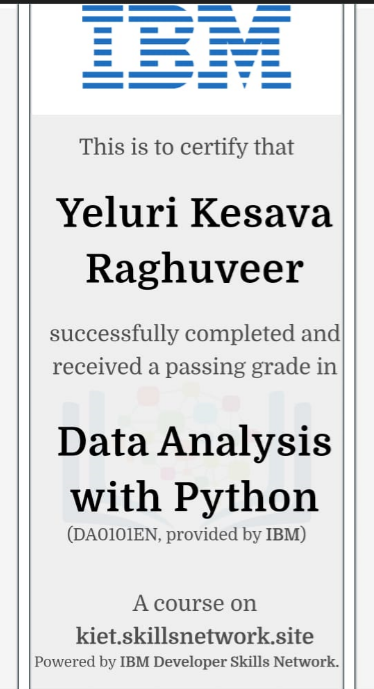 IBM
This is to certify that
Yeluri Kesava
Raghuveer
successfully completed and
received a passing grade in
Data Analysis
with Python
(DA0101EN, provided by IBM)
A course on
kiet.skillsnetwork.site
Powered by IBM Developer Skills Network.